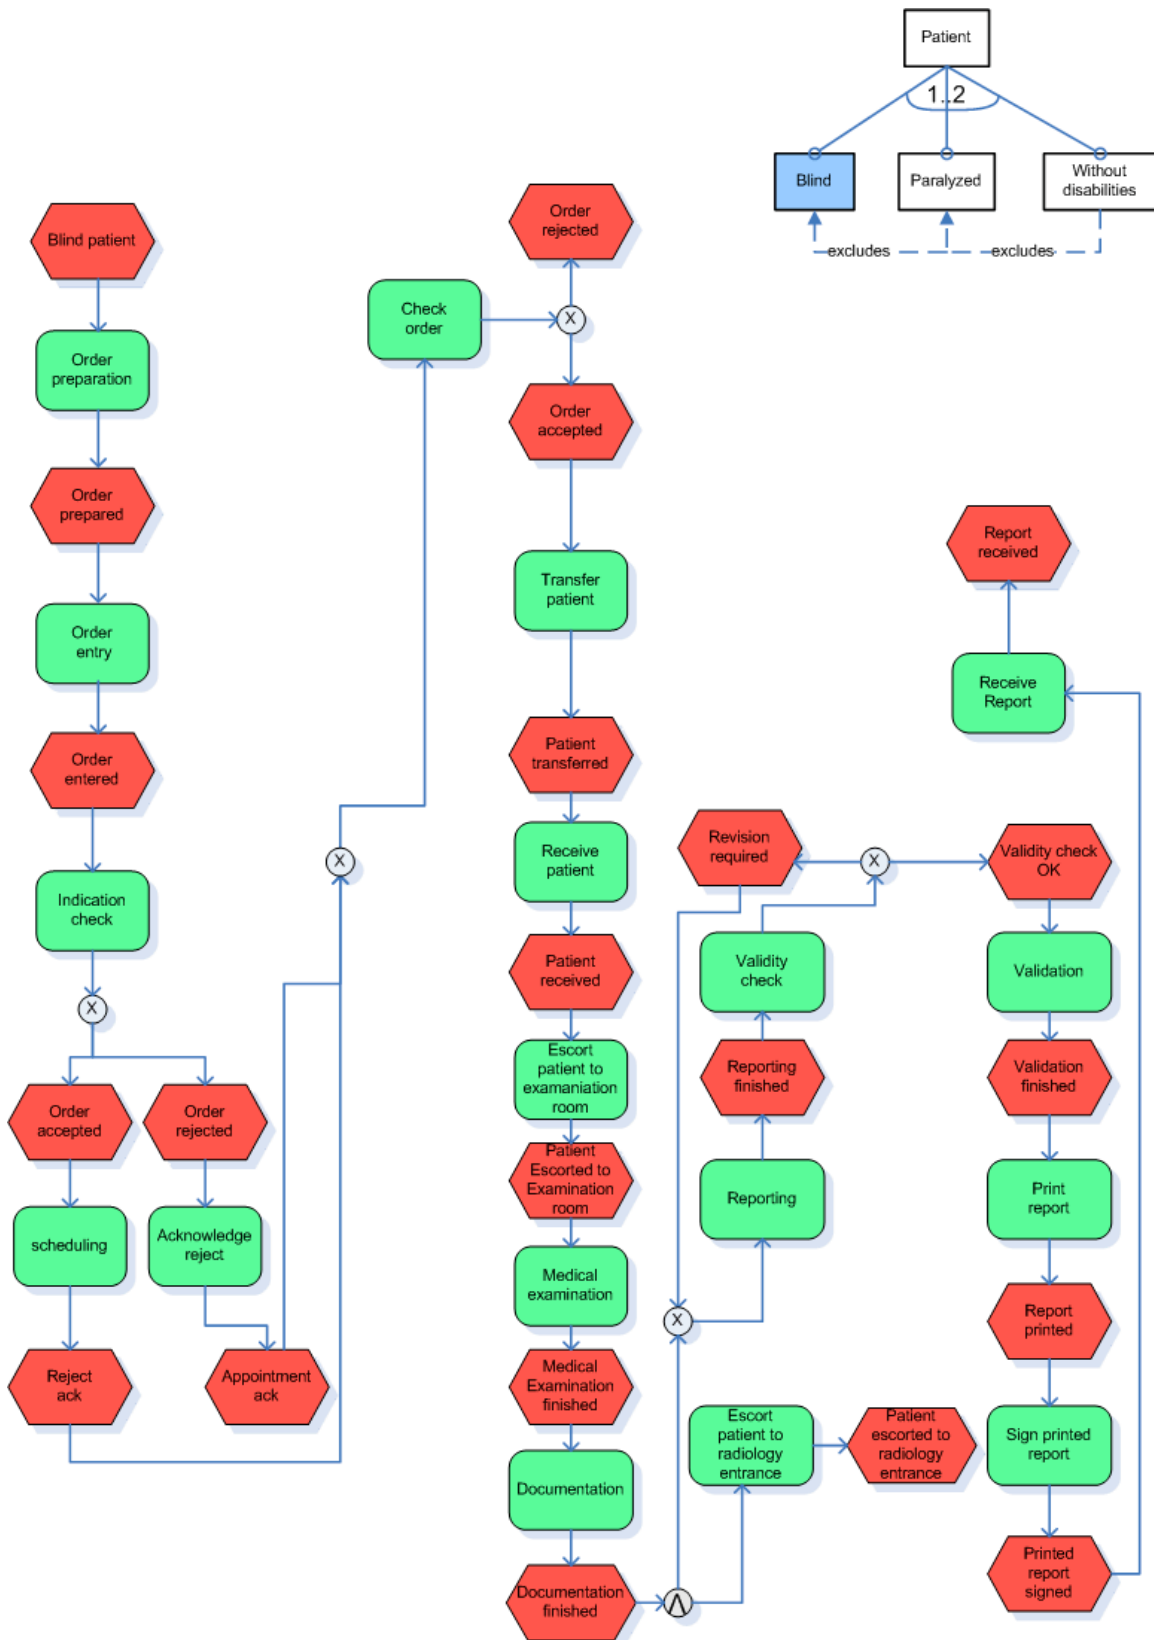 Patient
1..2
Blind
Paralyzed
Without
disabilities
excludes
excludes
Blind patient
Order
preparation
Order
prepared
Order
entry
Order
entered
Indication
check
X
Order
accepted
Order
rejected
scheduling
Acknowledge
reject
Reject
ack
Appointment
ack
X
Check
order
X
Order
rejected
Order
accepted
Transfer
patient
Patient
transferred
Receive
patient
Patient
received
Escort
patient to
examaniation
room
Patient
Escorted to
Examination
room
Medical
examination
Medical
Examination
finished
Documentation
Documentation
finished
Λ
X
Escort
patient to
radiology
entrance
Patient
escorted to
radiology
entrance
Reporting
Reporting
finished
Validity
check
X
Revision
required
Validity check
OK
Validation
Validation
finished
Print
report
Report
printed
Sign printed
report
Printed
report
signed
Receive
Report
Report
received